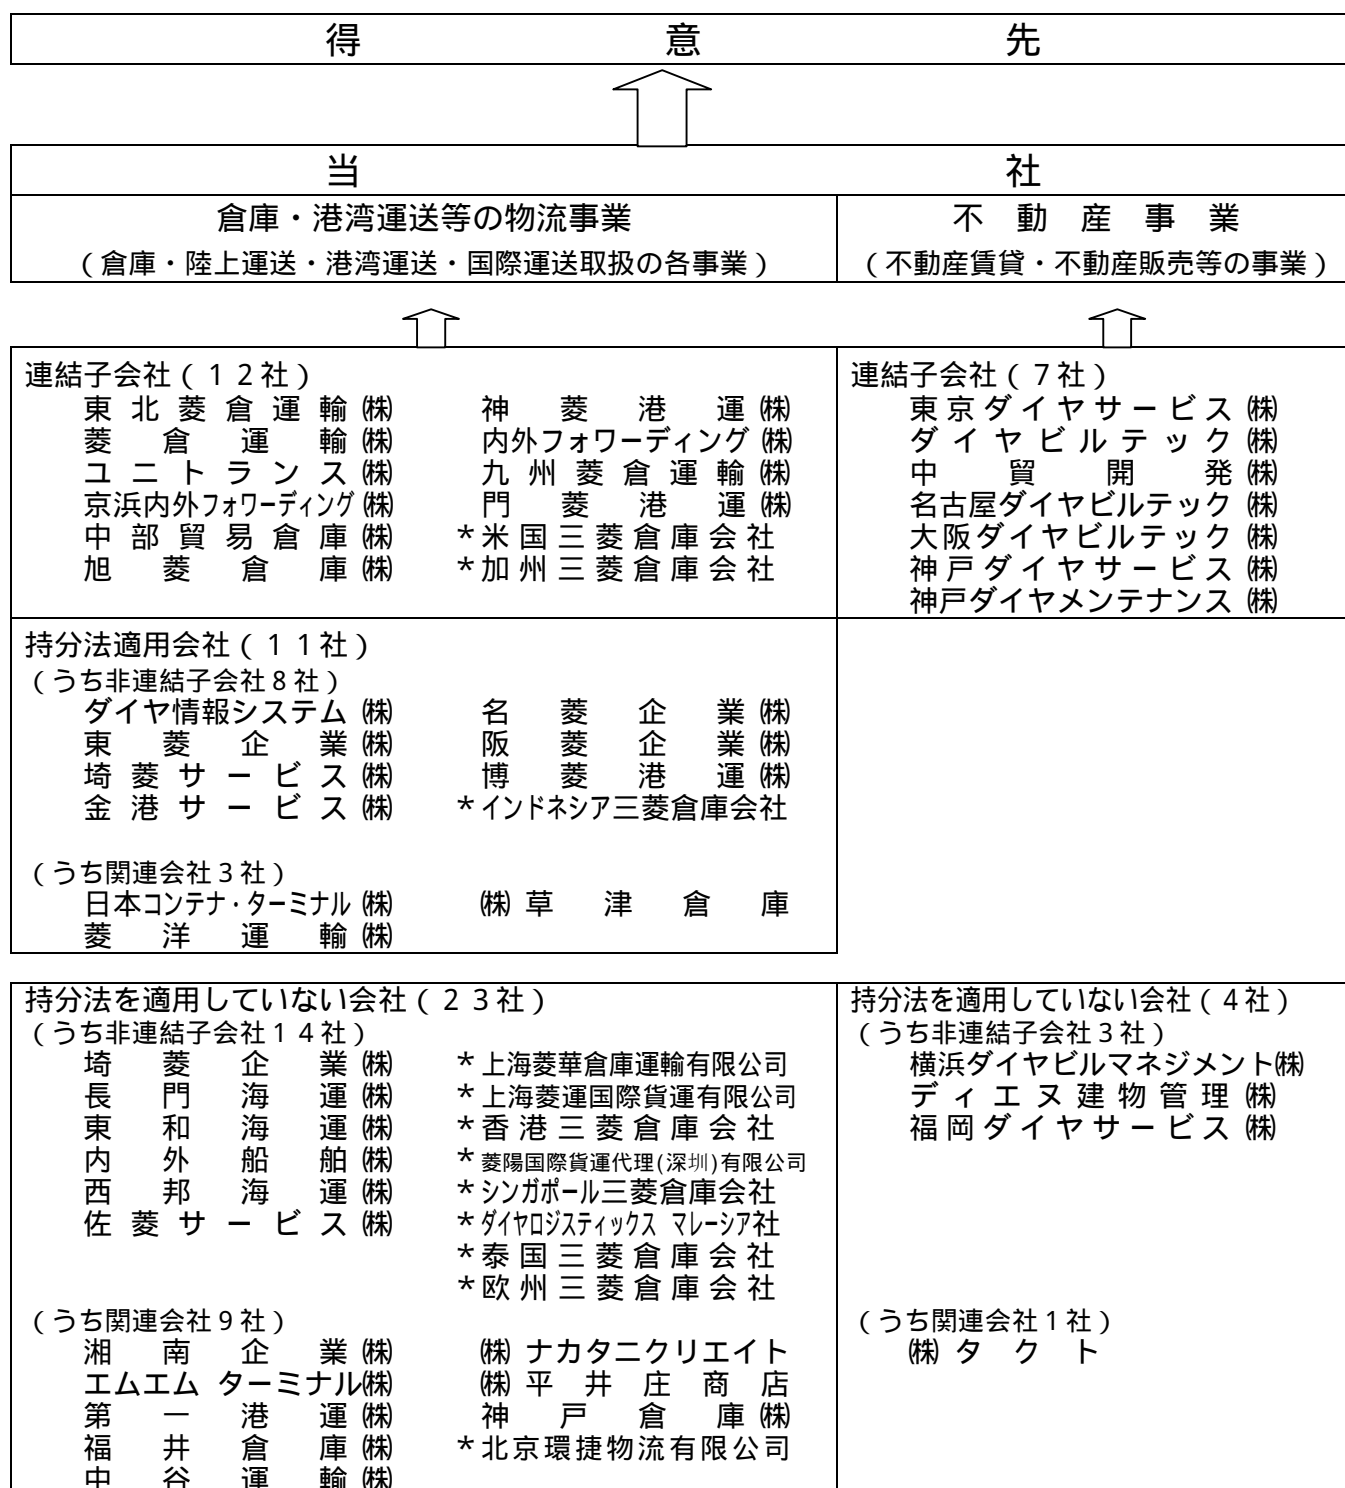 得意先
当社
倉庫・港湾運送等の物流事業
(倉庫・陸上運送・港湾運送・国際運送取扱の各事業)
不動産事業
(不動産賃貸・不動産販売等の事業)
連結子会社(12社)
東北菱倉運輸㈱ 神菱港運㈱
菱倉運輸㈱ 内外フォワーディング㈱
ユニトランス㈱ 九州菱倉運輸㈱
京浜内外フォワーディング㈱ 門菱港運㈱
中部貿易倉庫㈱ *米国三菱倉庫会社
旭菱倉庫㈱ *加州三菱倉庫会社
連結子会社(7社)
東京ダイヤサービス㈱
ダイヤビルテック㈱
中貿開発㈱
名古屋ダイヤビルテック㈱
大阪ダイヤビルテック㈱
神戸ダイヤサービス㈱
神戸ダイヤメンテナンス㈱
持分法適用会社(11社)
(うち非連結子会社8社)
ダイヤ情報システム㈱ 名菱企業㈱
東菱企業㈱ 阪菱企業㈱
埼菱サービス㈱ 博菱港運㈱
金港サービス㈱ *インドネシア三菱倉庫会社
(うち関連会社3社)
日本コンテナ・ターミナル㈱ ㈱草津倉庫
菱洋運輸㈱
持分法を適用していない会社(23社)
(うち非連結子会社14社)
埼菱企業㈱ *上海菱華倉庫運輸有限公司
長門海運㈱ *上海菱運国際貨運有限公司
東和海運㈱ *香港三菱倉庫会社
内外船舶㈱ *菱陽国際貨運代理(深圳)有限公司
西邦海運㈱ *シンガポール三菱倉庫会社
佐菱サービス㈱ *ダイヤロジスティックス マレーシア社
*泰国三菱倉庫会社
*欧州三菱倉庫会社
(うち関連会社9社)
湘南企業㈱ ㈱ナカタニクリエイト
エムエム ターミナル㈱ ㈱平井庄商店
第一港運㈱ 神戸倉庫㈱
福井倉庫㈱ *北京環捷物流有限公司
中谷運輸㈱
持分法を適用していない会社(4社)
(うち非連結子会社3社)
横浜ダイヤビルマネジメント㈱
ディエヌ建物管理㈱
福岡ダイヤサービス㈱
(うち関連会社1社)
㈱タクト